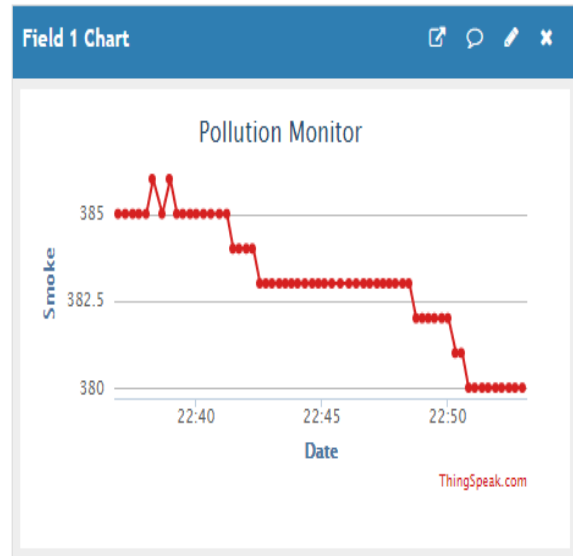 Field 1 Chart
Pollution Monitor
Smoke
385
382.5
380
22:40 22:45 22:50
Date
ThingSpeak.com